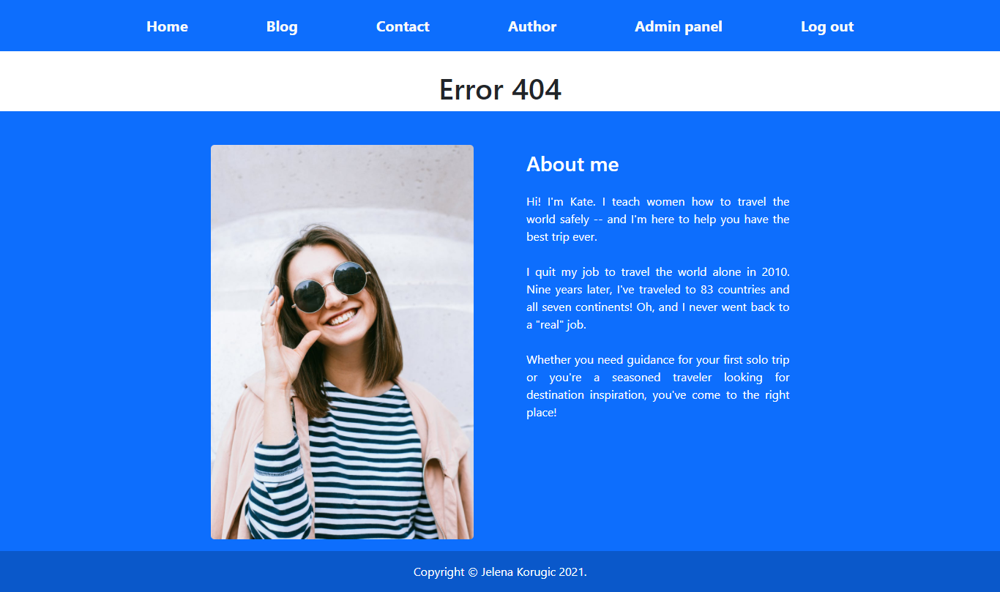 Home Blog Contact Author Admin panel Log out
Error 404
About me
Hi! I'm Kate. I teach women how to travel the
world safely -- and I'm here to help you have the
best trip ever.
I quit my job to travel the world alone in 2010.
Nine years later, I've traveled to 83 countries and
all seven continents! Oh, and I never went back to
a "real" job.
Whether you need guidance for your first solo trip
or you're a seasoned traveler looking for
destination inspiration, you've come to the right
place!
Copyright © Jelena Korugic 2021.